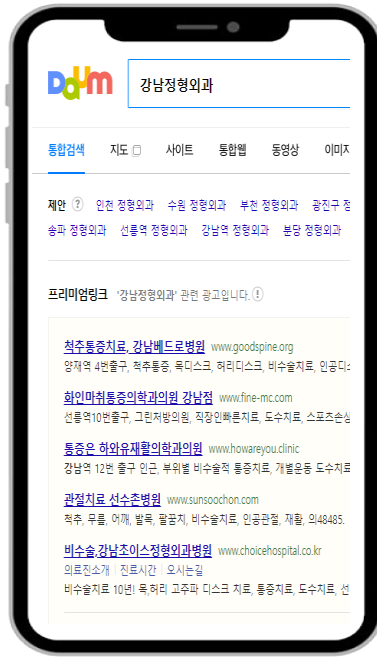 Daum
강남정형외과
통합검색 지도 사이트 통합웹 동영상 이미지
제안 ? 인천 정형외과 수원 정형외과 부천 정형외과 광진구 정
송파 정형외과 선릉역 정형외과 강남역 정형외과 분당 정형외과
프리미엄링크 '강남정형외과' 관련 광고입니다. !
척추통증치료, 강남베드로병원 www.goodspine.org
양재역 4번출구, 척추통증, 목디스크, 허리디스크, 비수술치료, 인공디스
화인마취통증의학과의원 강남점 www.fine-mc.com
선릉역10번출구, 그린처방의원, 직장인빠른치료, 도수치료, 스포츠손상
통증은 하와유재활의학과의원 www.howareyou.clinic
강남역 12번 출구 인근, 부위별 비수술적 통증치료, 개별운동 도수치료
관절치료 선수촌병원 www.sunsoochon.com
척추, 무릎, 어깨, 발목, 팔꿈치, 비수술치료, 인공관절, 재활, 의48485.
비수술,강남초이스정형외과병원 www.choicehospital.co.kr
의료진소개 | 진료시간 | 오시는길
비수술치료 10년! 목,허리 고주파 디스크 치료, 통증치료, 도수치료, 선